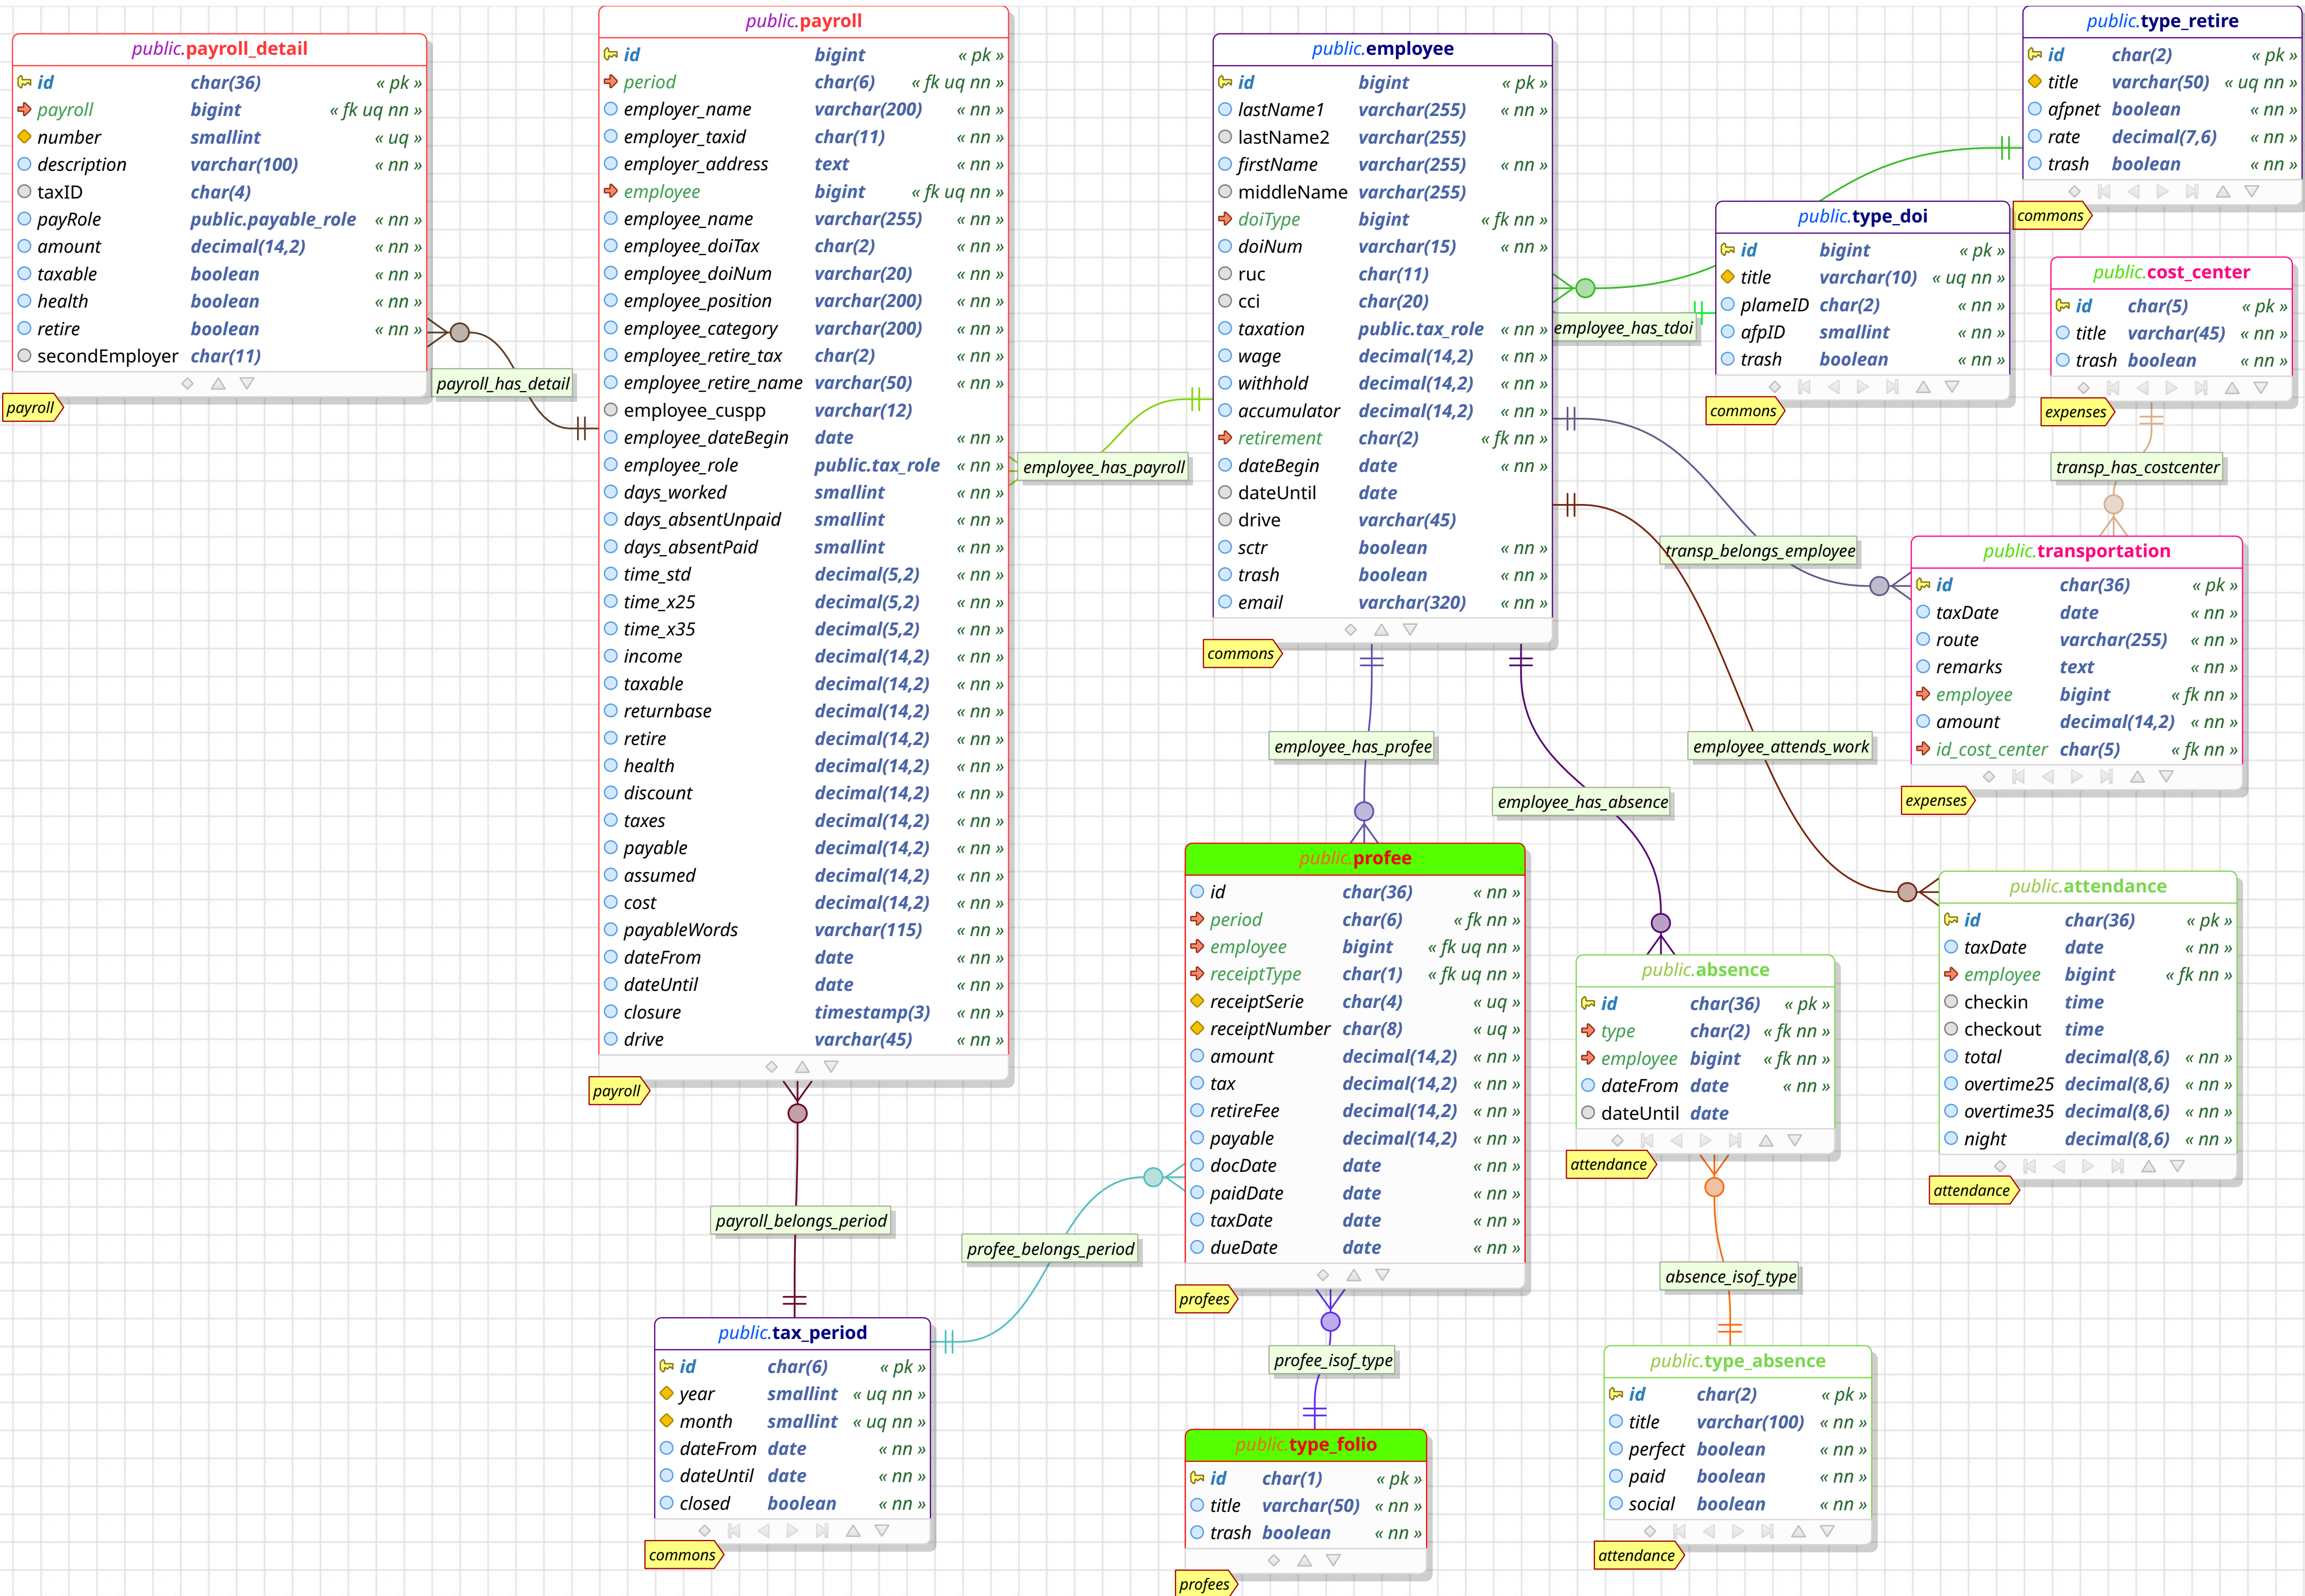 public.payroll_detail
id char(36) « pk »
payroll bigint « fk uq nn »
number smallint « uq »
description varchar(100) « nn »
taxID char(4)
payRole public.payable_role « nn »
amount decimal(14,2) « nn »
taxable boolean « nn »
health boolean « nn »
retire boolean « nn »
secondEmployer char(11)
payroll
payroll_has_detail
public.payroll
id bigint « pk »
period char(6) « fk uq nn »
employer_name varchar(200) « nn »
employer_taxid char(11) « nn »
employer_address text « nn »
employee bigint « fk uq nn »
employee_name varchar(255) « nn »
employee_doiTax char(2) « nn »
employee_doiNum varchar(20) « nn »
employee_position varchar(200) « nn »
employee_category varchar(200) « nn »
employee_retire_tax char(2) « nn »
employee_retire_name varchar(50) « nn »
employee_cuspp varchar(12)
employee_dateBegin date « nn »
employee_role public.tax_role « nn »
days_worked smallint « nn »
days_absentUnpaid smallint « nn »
days_absentPaid smallint « nn »
time_std decimal(5,2) « nn »
time_x25 decimal(5,2) « nn »
time_x35 decimal(5,2) « nn »
income decimal(14,2) « nn »
taxable decimal(14,2) « nn »
returnbase decimal(14,2) « nn »
retire decimal(14,2) « nn »
health decimal(14,2) « nn »
discount decimal(14,2) « nn »
taxes decimal(14,2) « nn »
payable decimal(14,2) « nn »
assumed decimal(14,2) « nn »
cost decimal(14,2) « nn »
payableWords varchar(115) « nn »
dateFrom date « nn »
dateUntil date « nn »
closure timestamp(3) « nn »
drive varchar(45) « nn »
payroll
employee_has_payroll
public.employee
id bigint « pk »
lastName1 varchar(255) « nn »
lastName2 varchar(255)
firstName varchar(255) « nn »
middleName varchar(255)
doiType bigint « fk nn »
doiNum varchar(15) « nn »
ruc char(11)
cci char(20)
taxation public.tax_role « nn »
wage decimal(14,2) « nn »
withhold decimal(14,2) « nn »
accumulator decimal(14,2) « nn »
retirement char(2) « fk nn »
dateBegin date « nn »
dateUntil date
drive varchar(45)
sctr boolean « nn »
trash boolean « nn »
email varchar(320) « nn »
commons
employee_has_tdoi
public.type_doi
id bigint « pk »
title varchar(10) « uq nn »
plameID char(2) « nn »
afpID smallint « nn »
trash boolean « nn »
commons
public.type_retire
id char(2) « pk »
title varchar(50) « uq nn »
afpnet boolean « nn »
rate decimal(7,6) « nn »
trash boolean « nn »
commons
public.cost_center
id char(5) « pk »
title varchar(45) « nn »
trash boolean « nn »
expenses
transp_has_costcenter
transp_belongs_employee
public.transportation
id char(36) « pk »
taxDate date « nn »
route varchar(255) « nn »
remarks text « nn »
employee bigint « fk nn »
amount decimal(14,2) « nn »
id_cost_center char(5) « fk nn »
expenses
employee_has_profee
employee_has_absence
employee_attends_work
public.profee
id char(36) « nn »
period char(6) « fk nn »
employee bigint « fk uq nn »
receiptType char(1) « fk uq nn »
receiptSerie char(4) « uq »
receiptNumber char(8) « uq »
amount decimal(14,2) « nn »
tax decimal(14,2) « nn »
retireFee decimal(14,2) « nn »
payable decimal(14,2) « nn »
docDate date « nn »
paidDate date « nn »
taxDate date « nn »
dueDate date « nn »
profees
public.absence
id char(36) « pk »
type char(2) « fk nn »
employee bigint « fk nn »
dateFrom date « nn »
dateUntil date
attendance
public.attendance
id char(36) « pk »
taxDate date « nn »
employee bigint « fk nn »
checkin time
checkout time
total decimal(8,6) « nn »
overtime25 decimal(8,6) « nn »
overtime35 decimal(8,6) « nn »
night decimal(8,6) « nn »
attendance
payroll_belongs_period
profee_belongs_period
absence_isof_type
profee_isof_type
public.tax_period
id char(6) « pk »
year smallint « uq nn »
month smallint « uq nn »
dateFrom date « nn »
dateUntil date « nn »
closed boolean « nn »
commons
public.type_folio
id char(1) « pk »
title varchar(50) « nn »
trash boolean « nn »
profees
public.type_absence
id char(2) « pk »
title varchar(100) « nn »
perfect boolean « nn »
paid boolean « nn »
social boolean « nn »
attendance